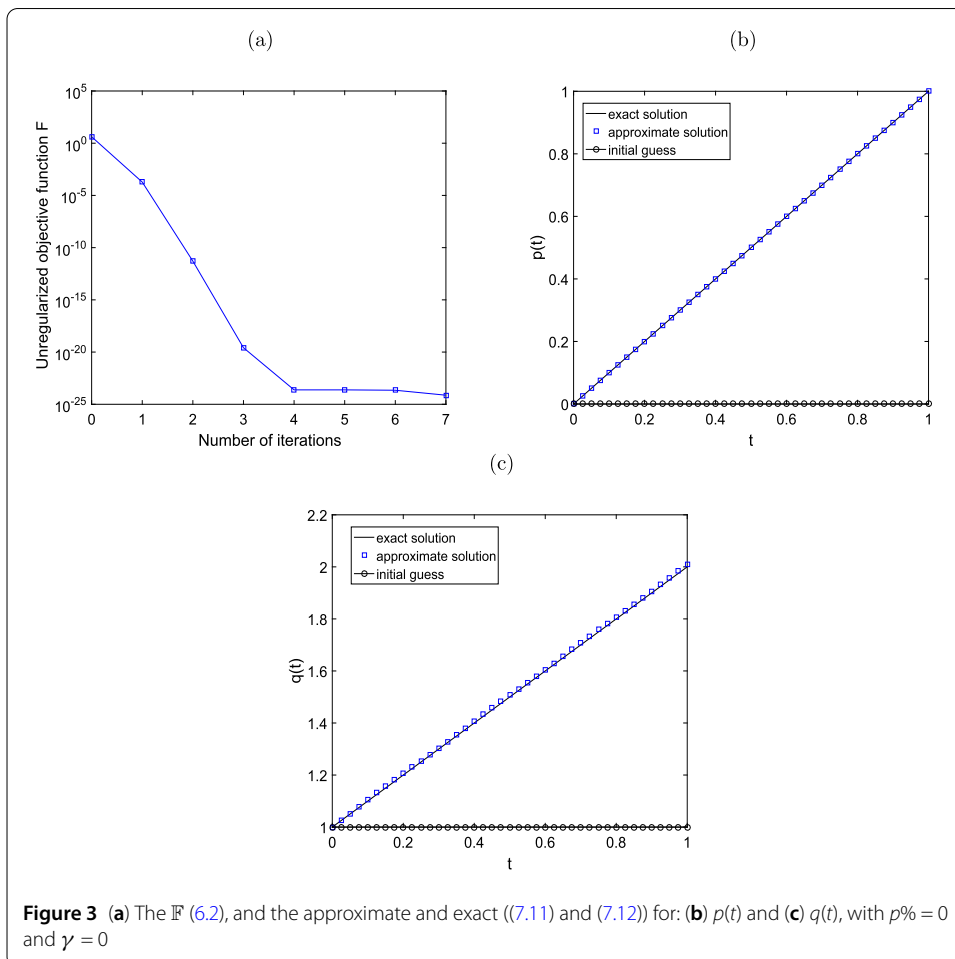 (a)
(b)
Unregularized objective function F
10^5
10^0
10^-5
10^-10
10^-15
10^-20
10^-25
0 1 2 3 4 5 6 7
Number of iterations
p(t)
1
0.8
0.6
0.4
0.2
0
exact solution
approximate solution
initial guess
0 0.2 0.4 0.6 0.8 1
t
(c)
q(t)
2.2
2
1.8
1.6
1.4
1.2
1
exact solution
approximate solution
initial guess
0 0.2 0.4 0.6 0.8 1
t
Figure 3 (a) The 𝔽 (6.2), and the approximate and exact ((7.11) and (7.12)) for: (b) p(t) and (c) q(t), with p% = 0
and γ = 0